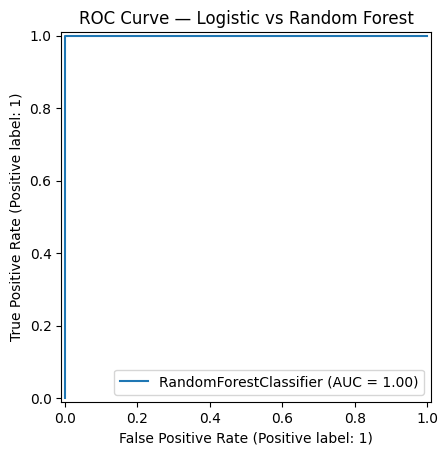 ROC Curve — Logistic vs Random Forest
True Positive Rate (Positive label: 1)
1.0
0.8
0.6
0.4
0.2
0.0
RandomForestClassifier (AUC = 1.00)
0.0 0.2 0.4 0.6 0.8 1.0
False Positive Rate (Positive label: 1)